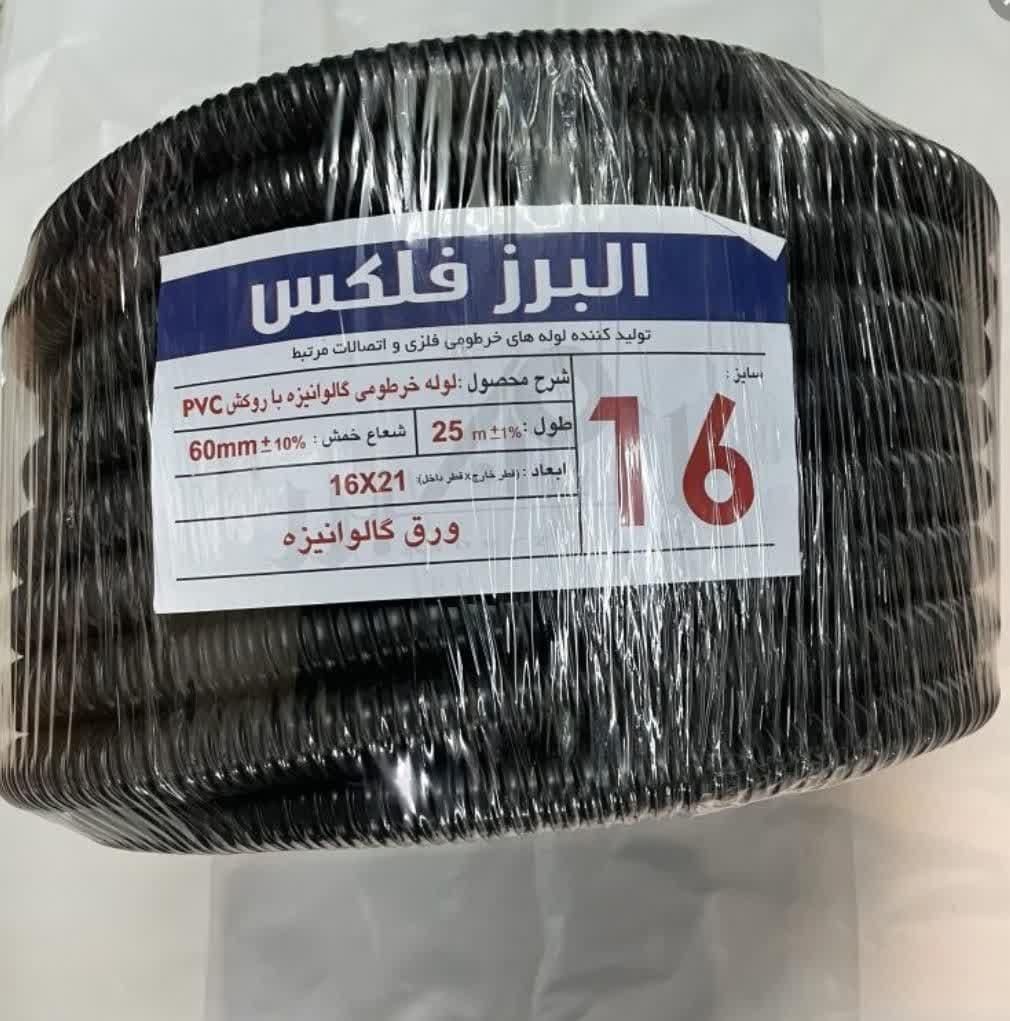 البرز فلکس
تولید کننده لوله های خرطومی فلزی و اتصالات مرتبط
سایز :
16
شرح محصول : لوله خرطومی گالوانیزه با روکش PVC
طول : 25 m ±1%
شعاع خمش : 60mm ± 10%
ابعاد : (قطر خارج x قطر داخل): 16X21
ورق گالوانیزه